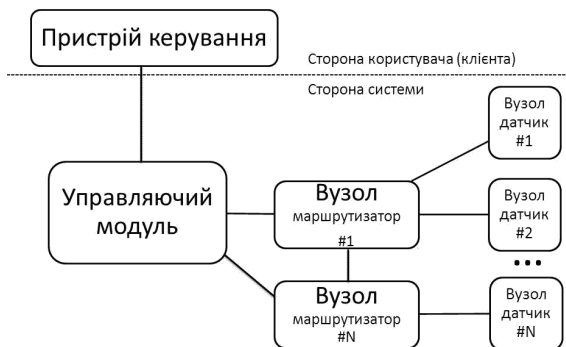 Пристрій керування
Сторона користувача (клієнта)
Сторона системи
Вузол
датчик
#1
Управляючий
модуль
Вузол
маршрутизатор
#1
Вузол
датчик
#2
...
Вузол
маршрутизатор
#N
Вузол
датчик
#N